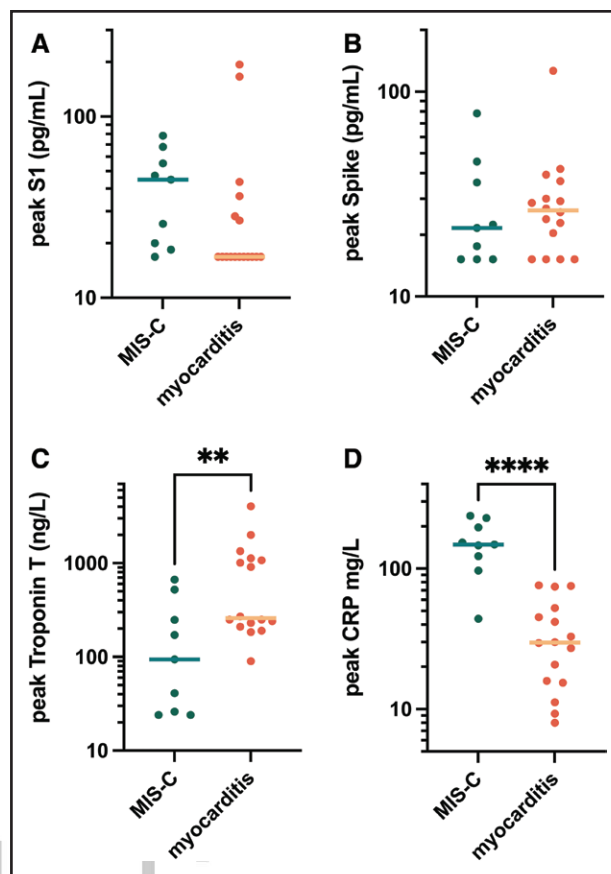 A
peak S1 (pg/mL)
100
10
MIS-C
myocarditis
B
peak Spike (pg/mL)
100
10
MIS-C
myocarditis
C
**
peak Troponin T (ng/L)
1000
100
10
MIS-C
myocarditis
D
****
peak CRP mg/L
100
10
MIS-C
myocarditis